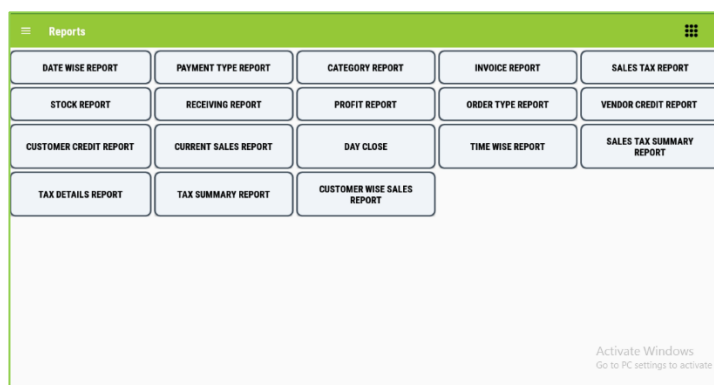 Reports
DATE WISE REPORT
PAYMENT TYPE REPORT
CATEGORY REPORT
INVOICE REPORT
SALES TAX REPORT
STOCK REPORT
RECEIVING REPORT
PROFIT REPORT
ORDER TYPE REPORT
VENDOR CREDIT REPORT
CUSTOMER CREDIT REPORT
CURRENT SALES REPORT
DAY CLOSE
TIME WISE REPORT
SALES TAX SUMMARY
REPORT
TAX DETAILS REPORT
TAX SUMMARY REPORT
CUSTOMER WISE SALES
REPORT
Activate Windows
Go to PC settings to activate